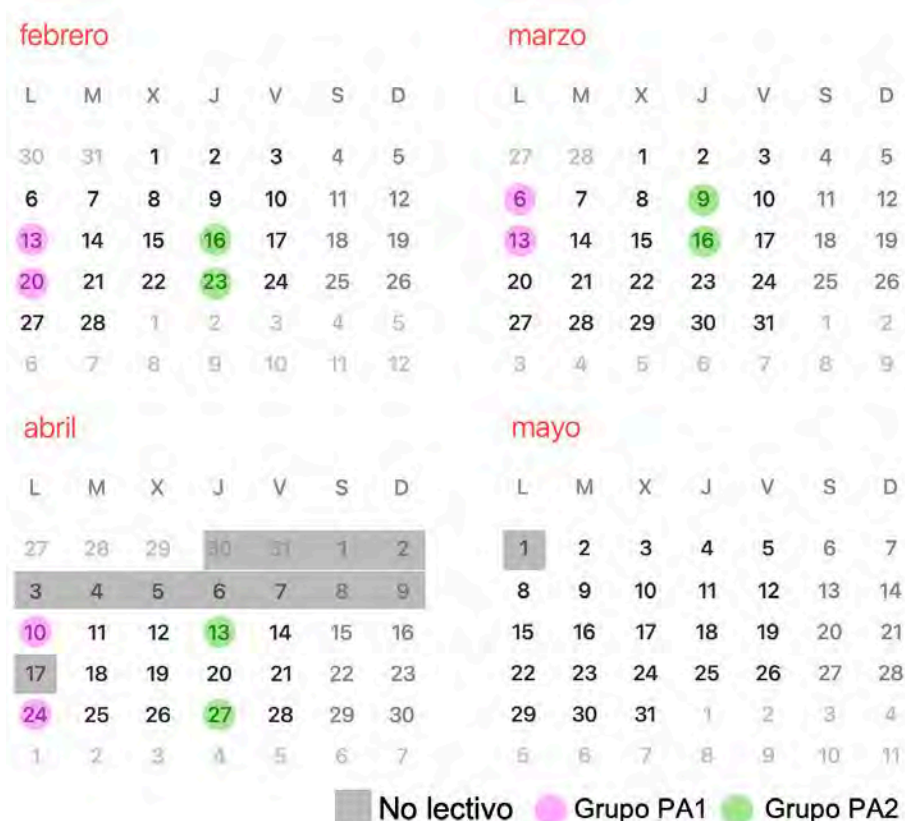 febrero
L M X J V S D
30 31 1 2 3 4 5
6 7 8 9 10 11 12
13 14 15 16 17 18 19
20 21 22 23 24 25 26
27 28 1 2 3 4 5
6 7 8 9 10 11 12
marzo
L M X J V S D
27 28 1 2 3 4 5
6 7 8 9 10 11 12
13 14 15 16 17 18 19
20 21 22 23 24 25 26
27 28 29 30 31 1 2
3 4 5 6 7 8 9
abril
L M X J V S D
27 28 29 30 31 1 2
3 4 5 6 7 8 9
10 11 12 13 14 15 16
17 18 19 20 21 22 23
24 25 26 27 28 29 30
1 2 3 4 5 6 7
mayo
L M X J V S D
1 2 3 4 5 6 7
8 9 10 11 12 13 14
15 16 17 18 19 20 21
22 23 24 25 26 27 28
29 30 31 1 2 3 4
5 6 7 8 9 10 11
No lectivo Grupo PA1 Grupo PA2